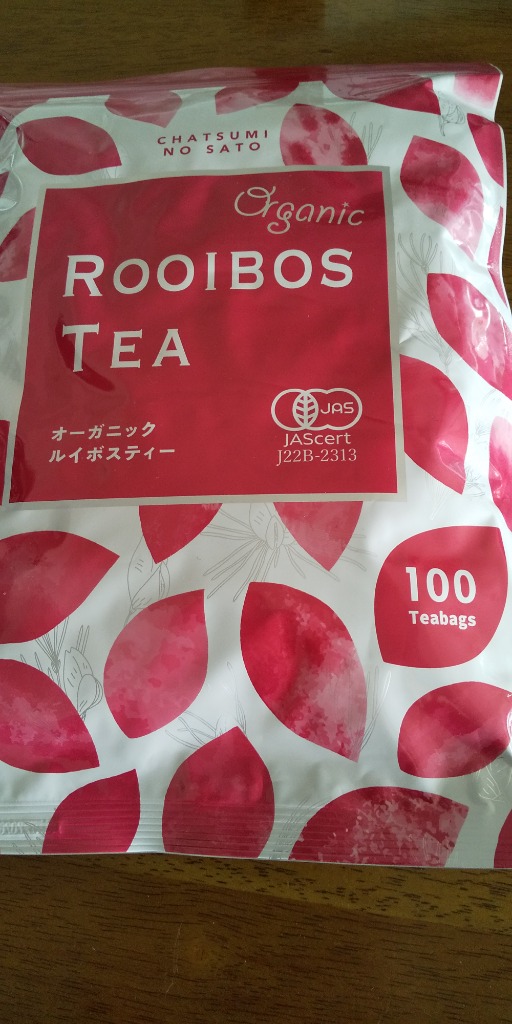 CHATSUMI
NO SATO
Organic
ROOIBOS
TEA
オーガニック
ルイボスティー
JAS
JAScert
J22B-2313
100
Teabags